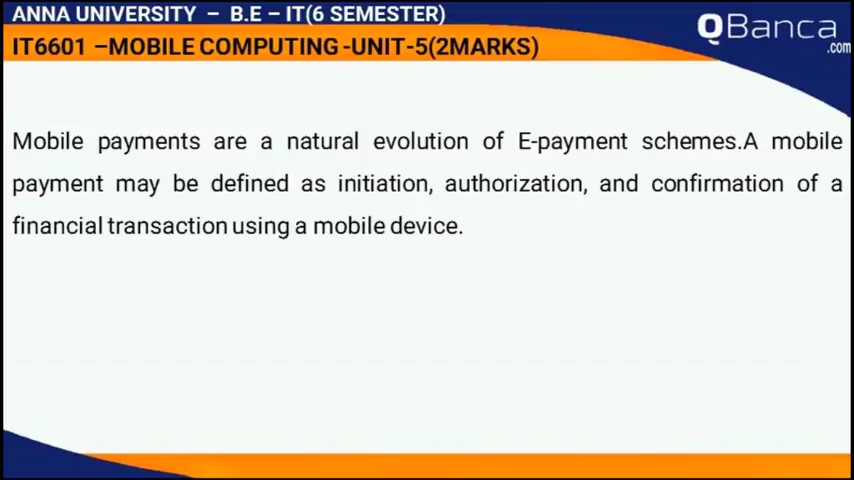 ANNA UNIVERSITY – B.E – IT(6 SEMESTER)
QBanca
.com
IT6601 –MOBILE COMPUTING -UNIT-5(2MARKS)
Mobile payments are a natural evolution of E-payment schemes.A mobile
payment may be defined as initiation, authorization, and confirmation of a
financial transaction using a mobile device.